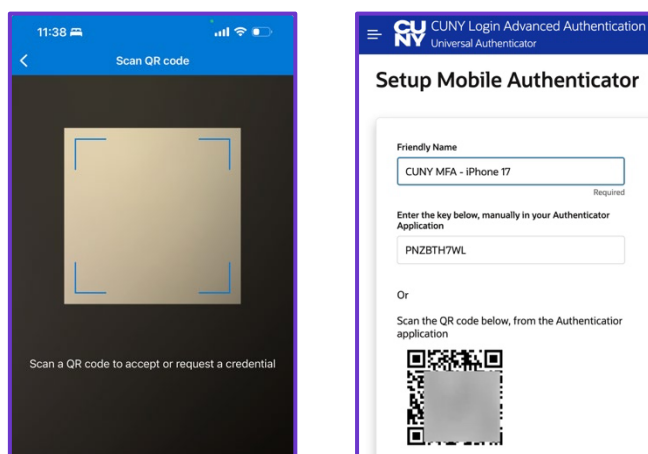 11:38
Scan QR code
Scan a QR code to accept or request a credential
CUNY CUNY Login Advanced Authentication
Universal Authenticator
Setup Mobile Authenticator
Friendly Name
CUNY MFA - iPhone 17
Required
Enter the key below, manually in your Authenticator
Application
PNZBTH7WL
Or
Scan the QR code below, from the Authenticatior
application